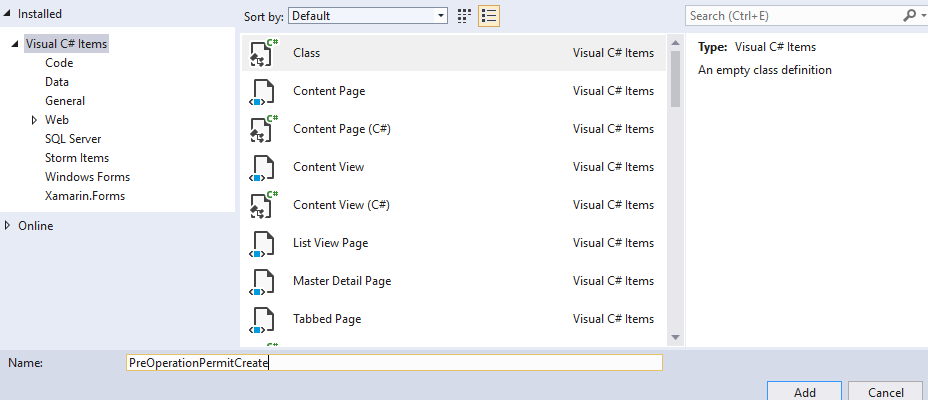 Installed
Sort by: Default
Search (Ctrl+E)
Visual C# Items
Code
Data
General
Web
SQL Server
Storm Items
Windows Forms
Xamarin.Forms
Online
C# Class Visual C# Items
Content Page Visual C# Items
C# Content Page (C#) Visual C# Items
Content View Visual C# Items
C# Content View (C#) Visual C# Items
List View Page Visual C# Items
Master Detail Page Visual C# Items
Tabbed Page Visual C# Items
Type: Visual C# Items
An empty class definition
Name: PreOperationPermitCreate
Add Cancel